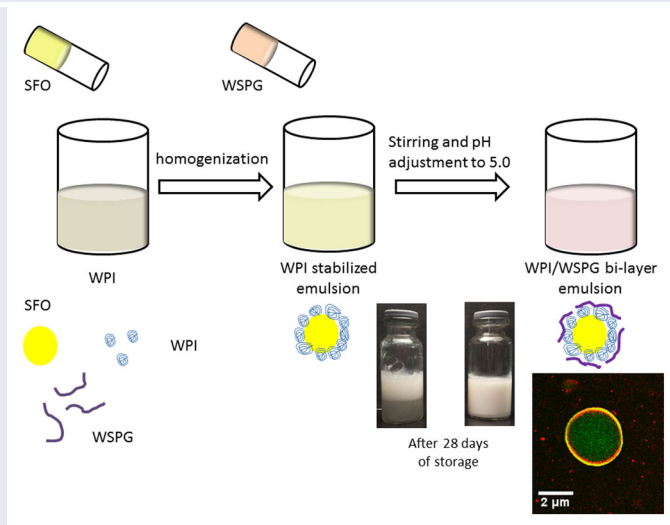 SFO
WSPG
homogenization
Stirring and pH
adjustment to 5.0
WPI
WPI stabilized
emulsion
WPI/WSPG bi-layer
emulsion
SFO
WPI
WSPG
After 28 days
of storage
2 µm